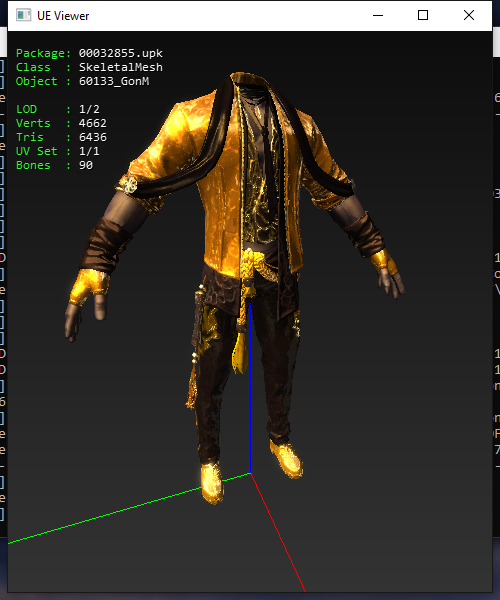 UE Viewer
Package: 00032855.upk
Class  : SkeletalMesh
Object : 60133_GonM
LOD    : 1/2
Verts  : 4662
Tris   : 6436
UV Set : 1/1
Bones  : 90